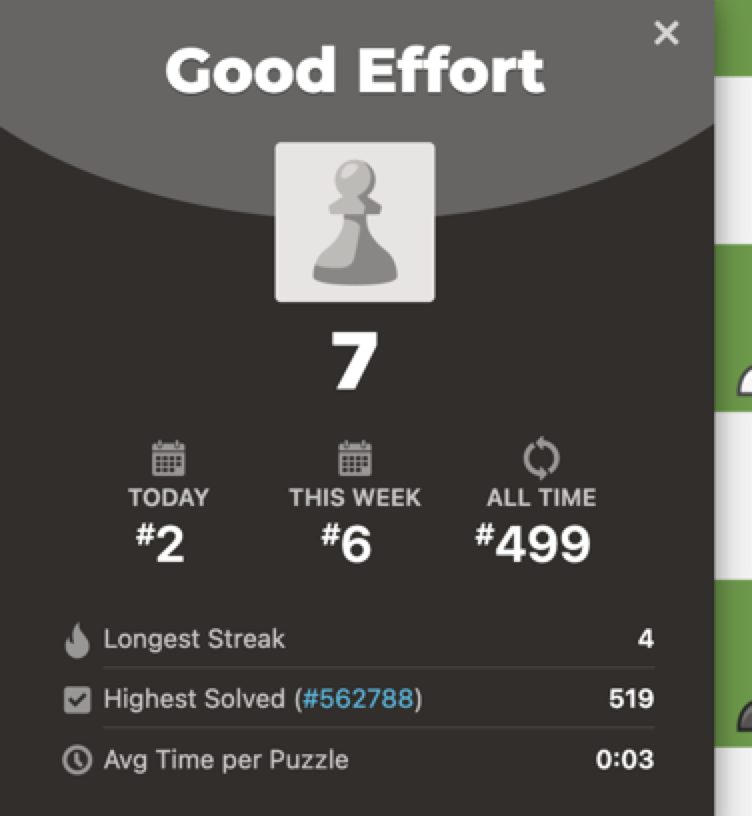 Good Effort
7
TODAY THIS WEEK ALL TIME
#2 #6 #499
Longest Streak 4
Highest Solved (#562788) 519
Avg Time per Puzzle 0:03